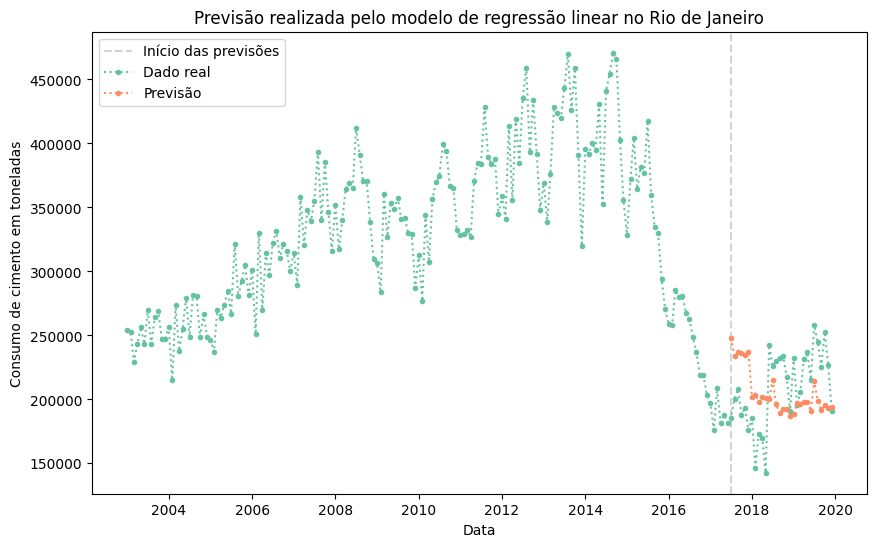 Previsão realizada pelo modelo de regressão linear no Rio de Janeiro
Início das previsões
Dado real
Previsão
Consumo de cimento em toneladas
450000
400000
350000
300000
250000
200000
150000
2004 2006 2008 2010 2012 2014 2016 2018 2020
Data